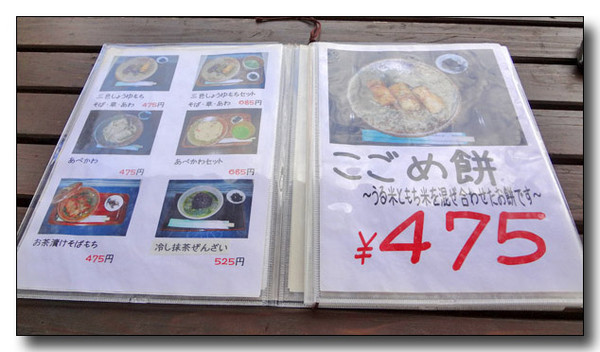 三色しょうゆもち
そば・草・あわ 475円
三色しょうゆもちセット
そば・草・あわ 665円
あべかわ
475円
あべかわセット
665円
お茶漬けそばもち
475円
冷し抹茶ぜんざい
525円
こごめ餅
～うる米ともち米を混ぜ合わせたお餅です～
¥475